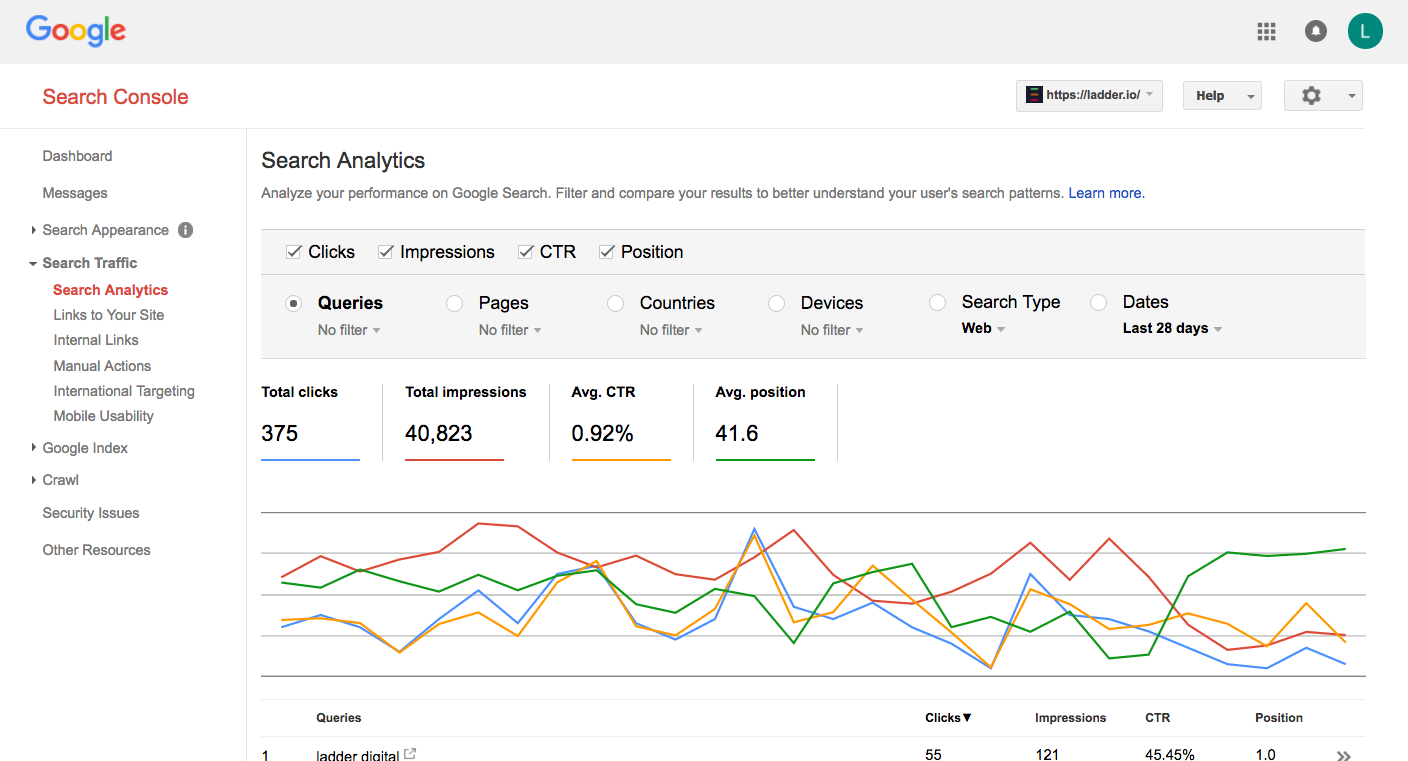 Google
L
Search Console
https://ladder.io/
Help
Dashboard
Messages
Search Appearance
Search Traffic
Search Analytics
Links to Your Site
Internal Links
Manual Actions
International Targeting
Mobile Usability
Google Index
Crawl
Security Issues
Other Resources
Search Analytics
Analyze your performance on Google Search. Filter and compare your results to better understand your user's search patterns. Learn more.
Clicks Impressions CTR Position
Queries Pages Countries Devices Search Type Dates
No filter No filter No filter No filter Web Last 28 days
Total clicks Total impressions Avg. CTR Avg. position
375 40,823 0.92% 41.6
Queries Clicks▼ Impressions CTR Position
1 ladder digital 55 121 45.45% 1.0 »